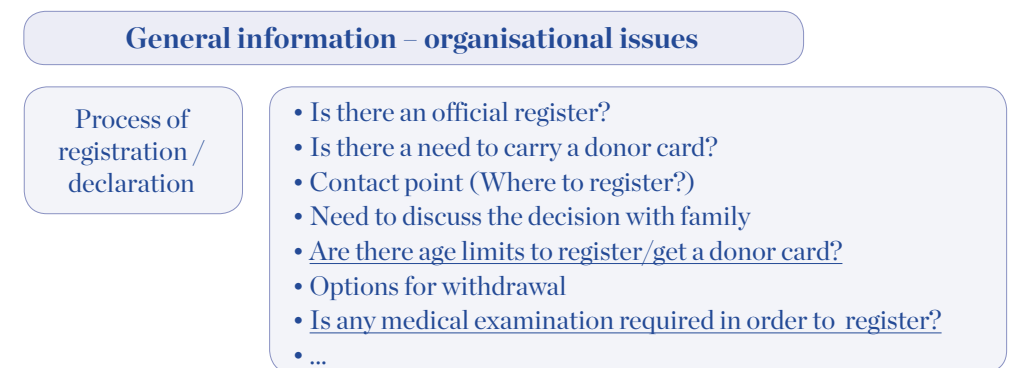 General information – organisational issues
Process of
registration /
declaration
• Is there an official register?
• Is there a need to carry a donor card?
• Contact point (Where to register?)
• Need to discuss the decision with family
• Are there age limits to register/get a donor card?
• Options for withdrawal
• Is any medical examination required in order to register?
• ...